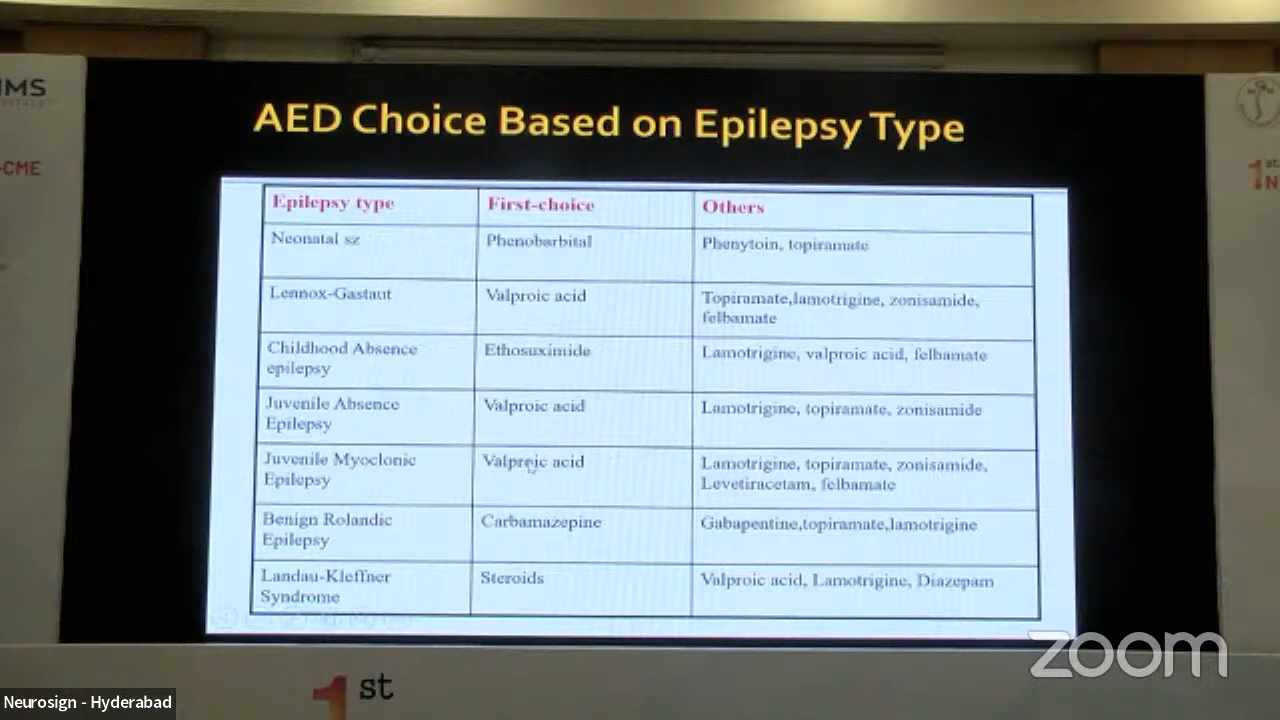 IMS
-CME
1st
N
AED Choice Based on Epilepsy Type
Epilepsy type First-choice Others
Neonatal sz Phenobarbital Phenytoin, topiramate
Lennox-Gastaut Valproic acid Topiramate,lamotrigine, zonisamide,
felbamate
Childhood Absence Ethosuximide Lamotrigine, valproic acid, felbamate
epilepsy
Juvenile Absence Valproic acid Lamotrigine, topiramate, zonisamide
Epilepsy
Juvenile Myoclonic Valproic acid Lamotrigine, topiramate, zonisamide,
Epilepsy Levetiracetam, felbamate
Benign Rolandic Carbamazepine Gabapentine,topiramate,lamotrigine
Epilepsy
Landau-Kleffner Steroids Valproic acid, Lamotrigine, Diazepam
Syndrome
zoom
1st
Neurosign - Hyderabad